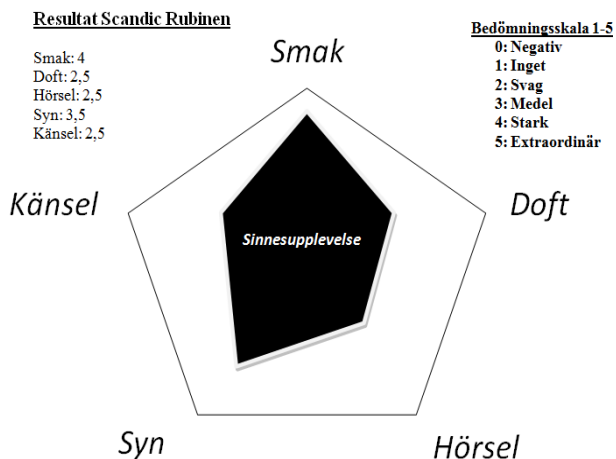 Resultat Scandic Rubinen
Smak: 4
Doft: 2,5
Hörsel: 2,5
Syn: 3,5
Känsel: 2,5
Bedömningsskala 1-5
0: Negativ
1: Inget
2: Svag
3: Medel
4: Stark
5: Extraordinär
Smak
Känsel
Doft
Sinnesupplevelse
Syn
Hörsel